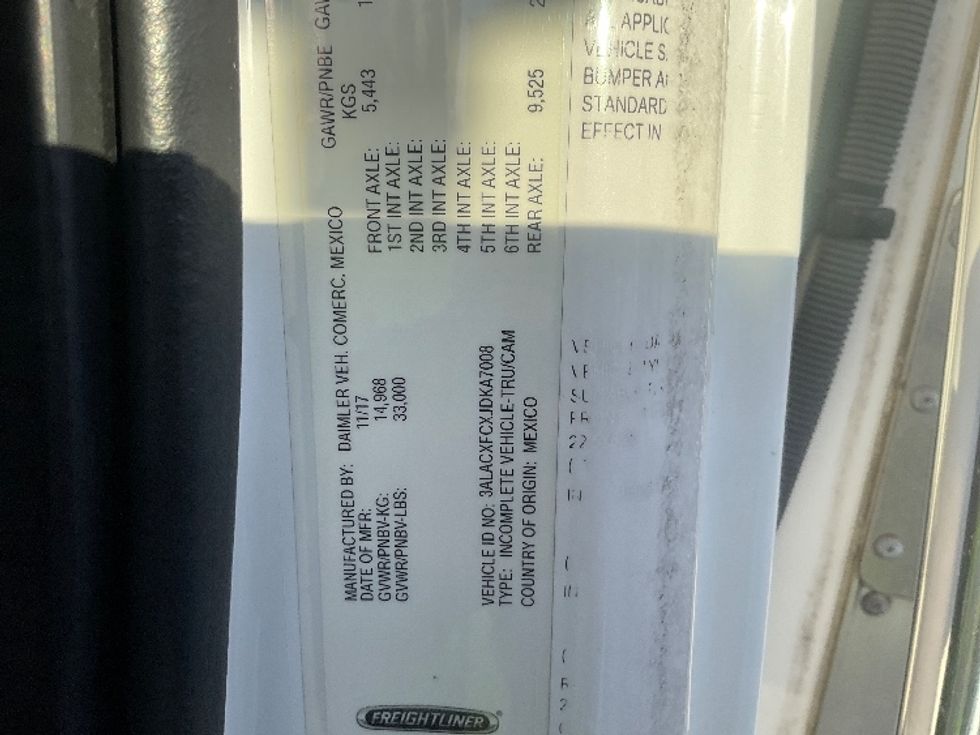 FREIGHTLINER
MANUFACTURED BY: DAIMLER VEH. COMERC. MEXICO
DATE OF MFR: 11/17
GVWR/PNBV-KG: 14,968
GVWR/PNBV-LBS: 33,000
GAWR/PNBE
KGS
FRONT AXLE: 5,443
1ST INT AXLE:
2ND INT AXLE:
3RD INT AXLE:
4TH INT AXLE:
5TH INT AXLE:
6TH INT AXLE:
REAR AXLE: 9,525
VEHICLE ID NO: 3ALACXFCXJDKA7008
TYPE: INCOMPLETE VEHICLE-TRU/CAM
COUNTRY OF ORIGIN: MEXICO
APPLIC
VEHICLE S
BUMPER A
STANDARD
EFFECT IN